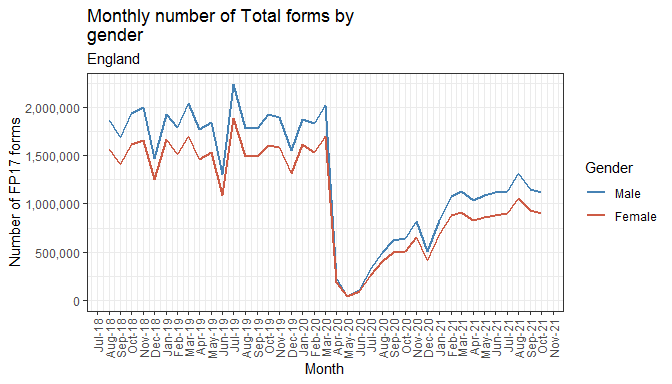 Monthly number of Total forms by
gender
England
Number of FP17 forms
2,000,000
1,500,000
1,000,000
500,000
0
Jul-18
Aug-18
Sep-18
Oct-18
Nov-18
Dec-18
Jan-19
Feb-19
Mar-19
Apr-19
May-19
Jun-19
Jul-19
Aug-19
Sep-19
Oct-19
Nov-19
Dec-19
Jan-20
Feb-20
Mar-20
Apr-20
May-20
Jun-20
Jul-20
Aug-20
Sep-20
Oct-20
Nov-20
Dec-20
Jan-21
Feb-21
Mar-21
Apr-21
May-21
Jun-21
Jul-21
Aug-21
Sep-21
Oct-21
Nov-21
Month
Gender
Male
Female